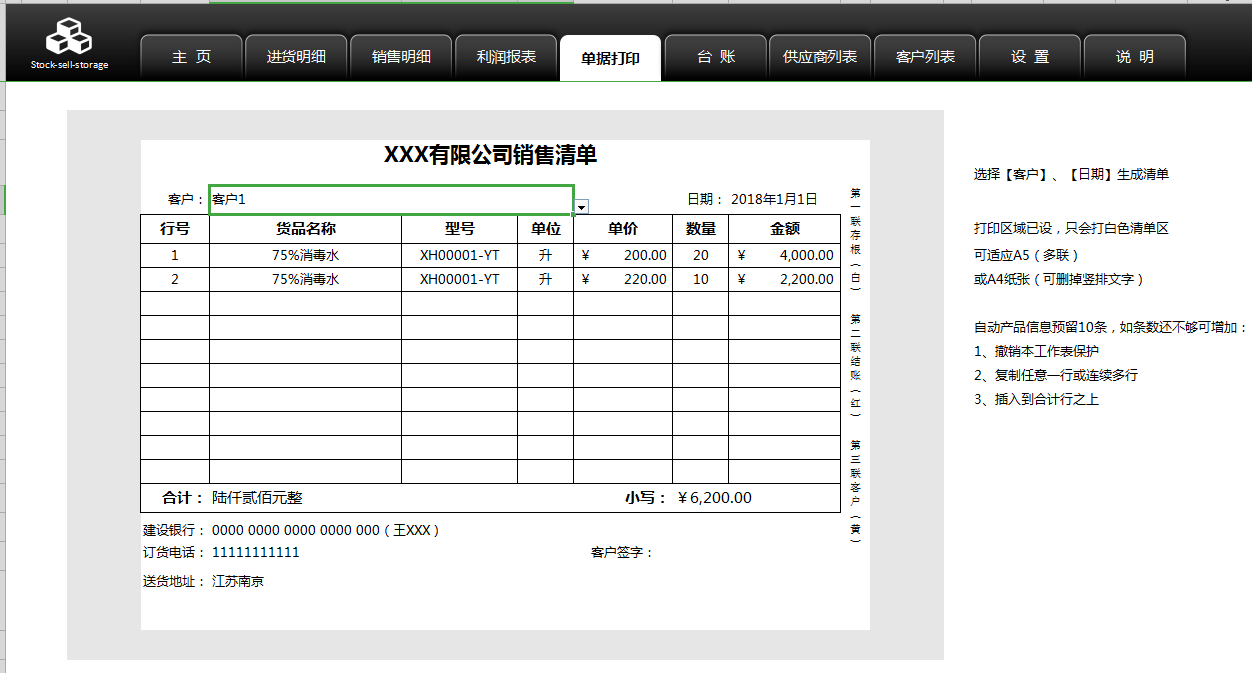 Stock-sell-storage
主 页
进货明细
销售明细
利润报表
单据打印
台 账
供应商列表
客户列表
设 置
说 明
XXX有限公司销售清单
客户： 客户1 日期： 2018年1月1日
行号 货品名称 型号 单位 单价 数量 金额
1 75%消毒水 XH00001-YT 升 ¥ 200.00 20 ¥ 4,000.00
2 75%消毒水 XH00001-YT 升 ¥ 220.00 10 ¥ 2,200.00
合计： 陆仟贰佰元整 小写： ¥6,200.00
建设银行： 0000 0000 0000 0000 000（王XXX）
订货电话： 11111111111 客户签字：
送货地址： 江苏南京
第一联存根（白） 第二联结账（红） 第三联客户（黄）
选择【客户】、【日期】生成清单
打印区域已设，只会打白色清单区
可适应A5（多联）
或A4纸张（可删掉竖排文字）
自动产品信息预留10条，如条数还不够可增加：
1、撤销本工作表保护
2、复制任意一行或连续多行
3、插入到合计行之上